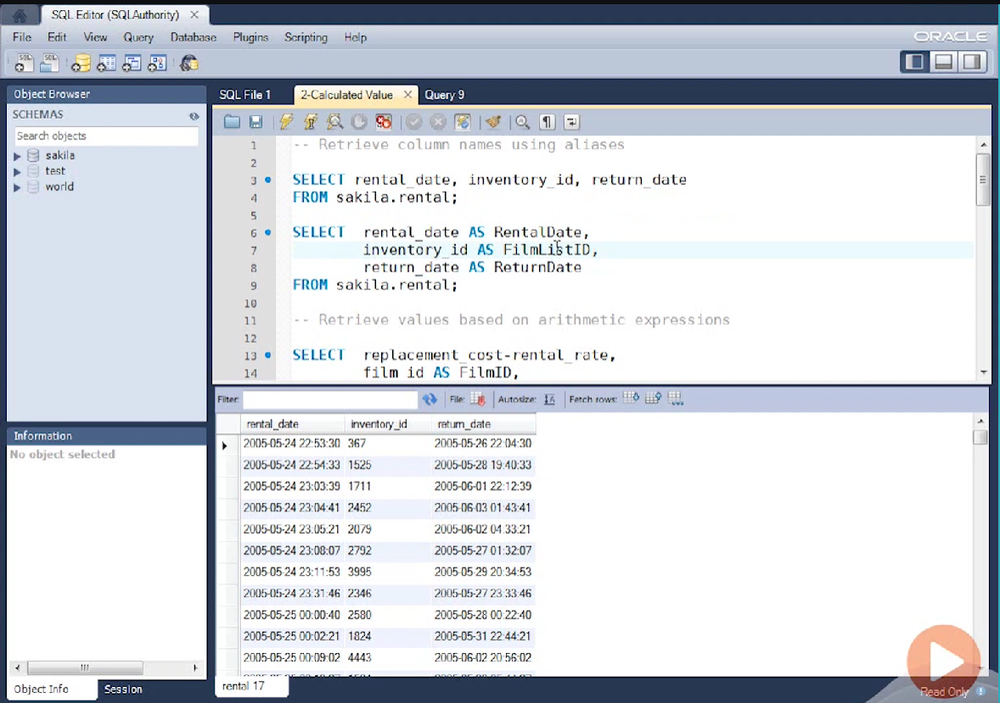 SQL Editor (SQLAuthority)
File Edit View Query Database Plugins Scripting Help
ORACLE
SQL SQL
Object Browser
SCHEMAS
Search objects
sakila
test
world
Information
No object selected
Object Info Session
SQL File 1 2-Calculated Value Query 9
1 -- Retrieve column names using aliases
2
3 SELECT rental_date, inventory_id, return_date
4 FROM sakila.rental;
5
6 SELECT rental_date AS RentalDate,
7 inventory_id AS FilmListID,
8 return_date AS ReturnDate
9 FROM sakila.rental;
10
11 -- Retrieve values based on arithmetic expressions
12
13 SELECT replacement_cost-rental_rate,
14 film_id AS FilmID,
Filter: File: Autosize: Fetch rows:
rental_date inventory_id return_date
2005-05-24 22:53:30 367 2005-05-26 22:04:30
2005-05-24 22:54:33 1525 2005-05-28 19:40:33
2005-05-24 23:03:39 1711 2005-06-01 22:12:39
2005-05-24 23:04:41 2452 2005-06-03 01:43:41
2005-05-24 23:05:21 2079 2005-06-02 04:33:21
2005-05-24 23:08:07 2792 2005-05-27 01:32:07
2005-05-24 23:11:53 3995 2005-05-29 20:34:53
2005-05-24 23:31:46 2346 2005-05-27 23:33:46
2005-05-25 00:00:40 2580 2005-05-28 00:22:40
2005-05-25 00:02:21 1824 2005-05-31 22:44:21
2005-05-25 00:09:02 4443 2005-06-02 20:56:02
rental 17
Read Only